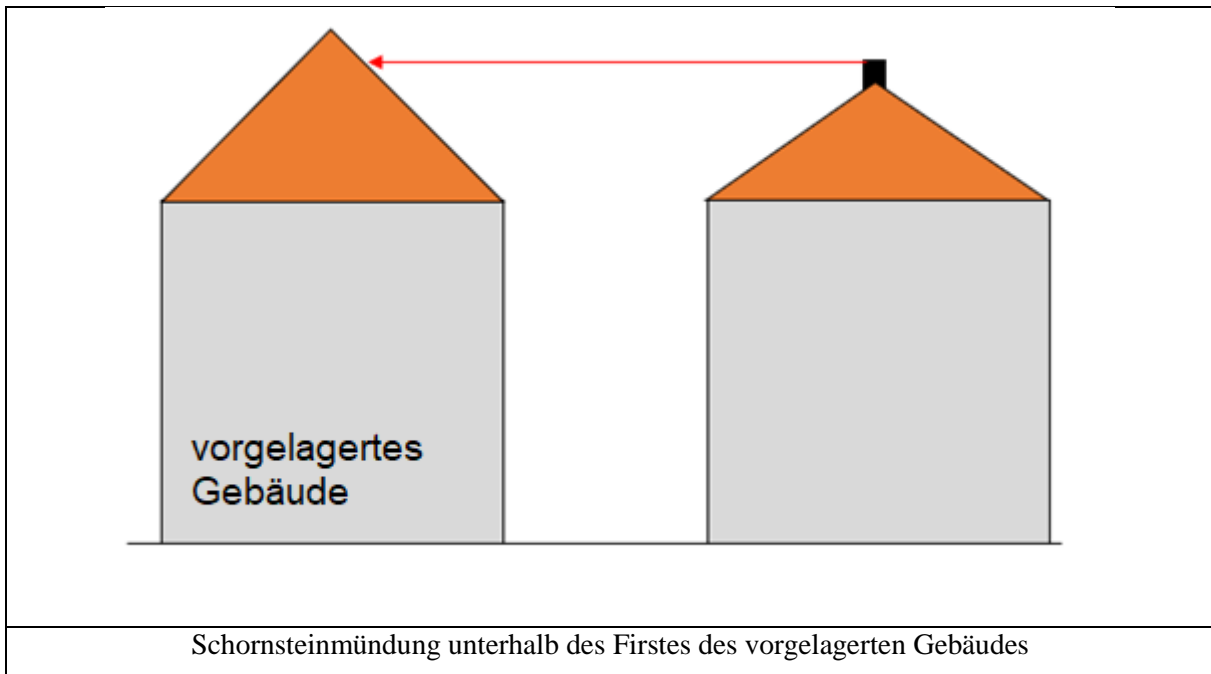 vorgelagertes
Gebäude
Schornsteinmündung unterhalb des Firstes des vorgelagerten Gebäudes